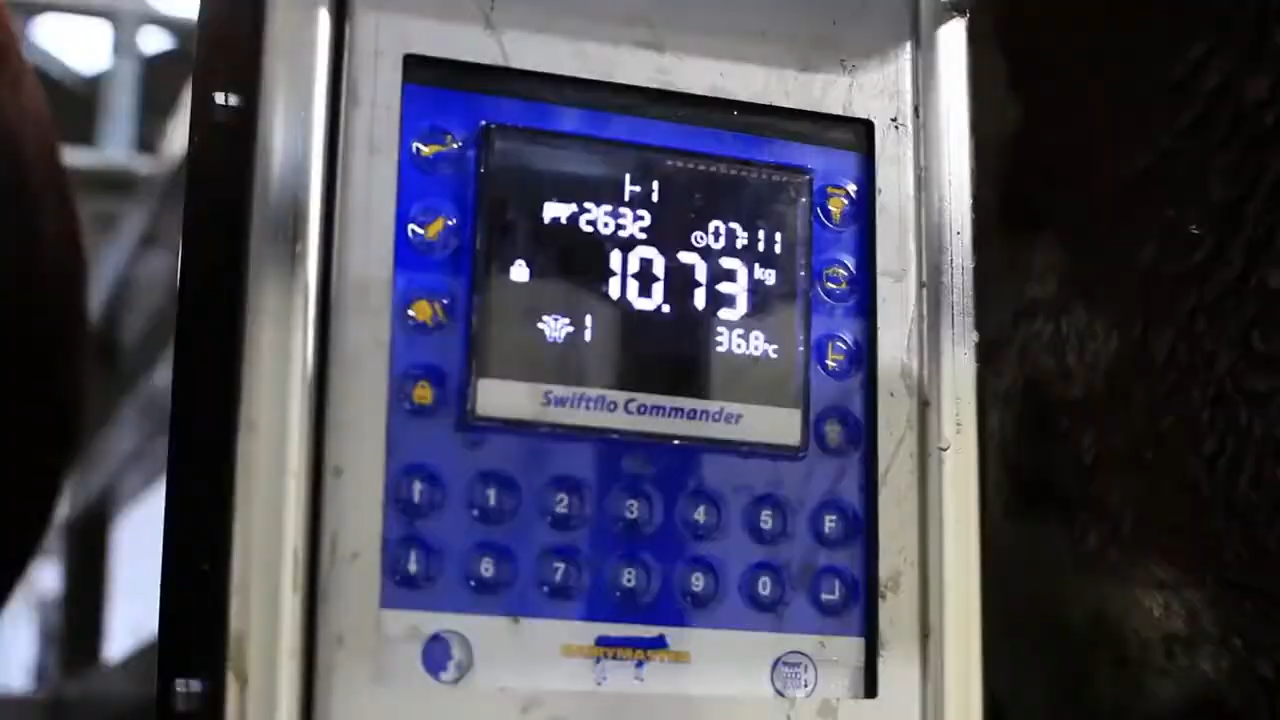 ⊢1
2632 07:11
10.73 kg
1 36.8°C
Swiftflo Commander
↑ 1 2 3 4 5 F
↓ 6 7 8 9 0
DAIRYMASTER